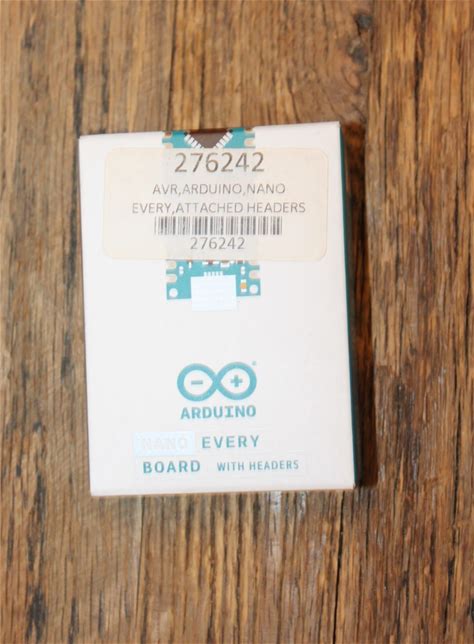 276242
AVR,ARDUINO,NANO
EVERY,ATTACHED HEADERS
276242
ARDUINO
NANO EVERY
BOARD WITH HEADERS